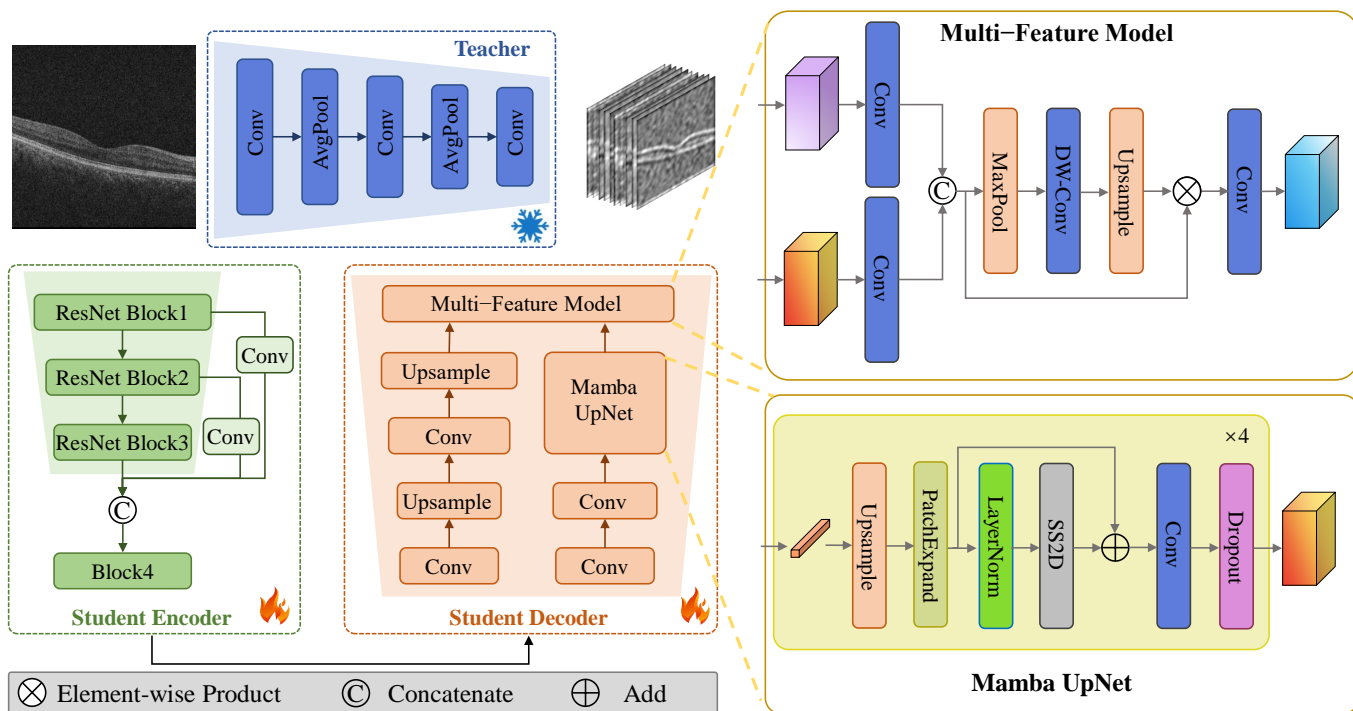 Teacher
Conv
AvgPool
Conv
AvgPool
Conv
ResNet Block1
ResNet Block2
ResNet Block3
Conv
Conv
C
Block4
Student Encoder
Multi−Feature Model
Upsample
Conv
Upsample
Conv
Mamba
UpNet
Conv
Conv
Student Decoder
Multi−Feature Model
Conv
Conv
C
MaxPool
DW-Conv
Upsample
Conv
×4
Upsample
PatchExpand
LayerNorm
SS2D
Conv
Dropout
Mamba UpNet
Element-wise Product
C Concatenate
Add